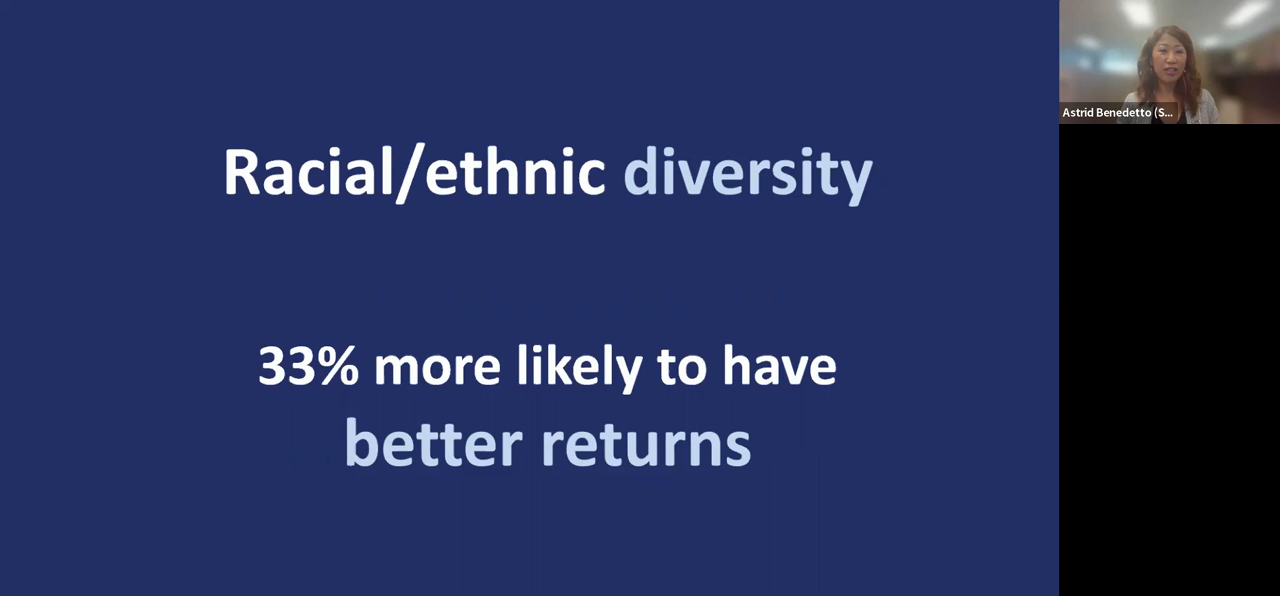 Racial/ethnic diversity
33% more likely to have
better returns
Astrid Benedetto (S...